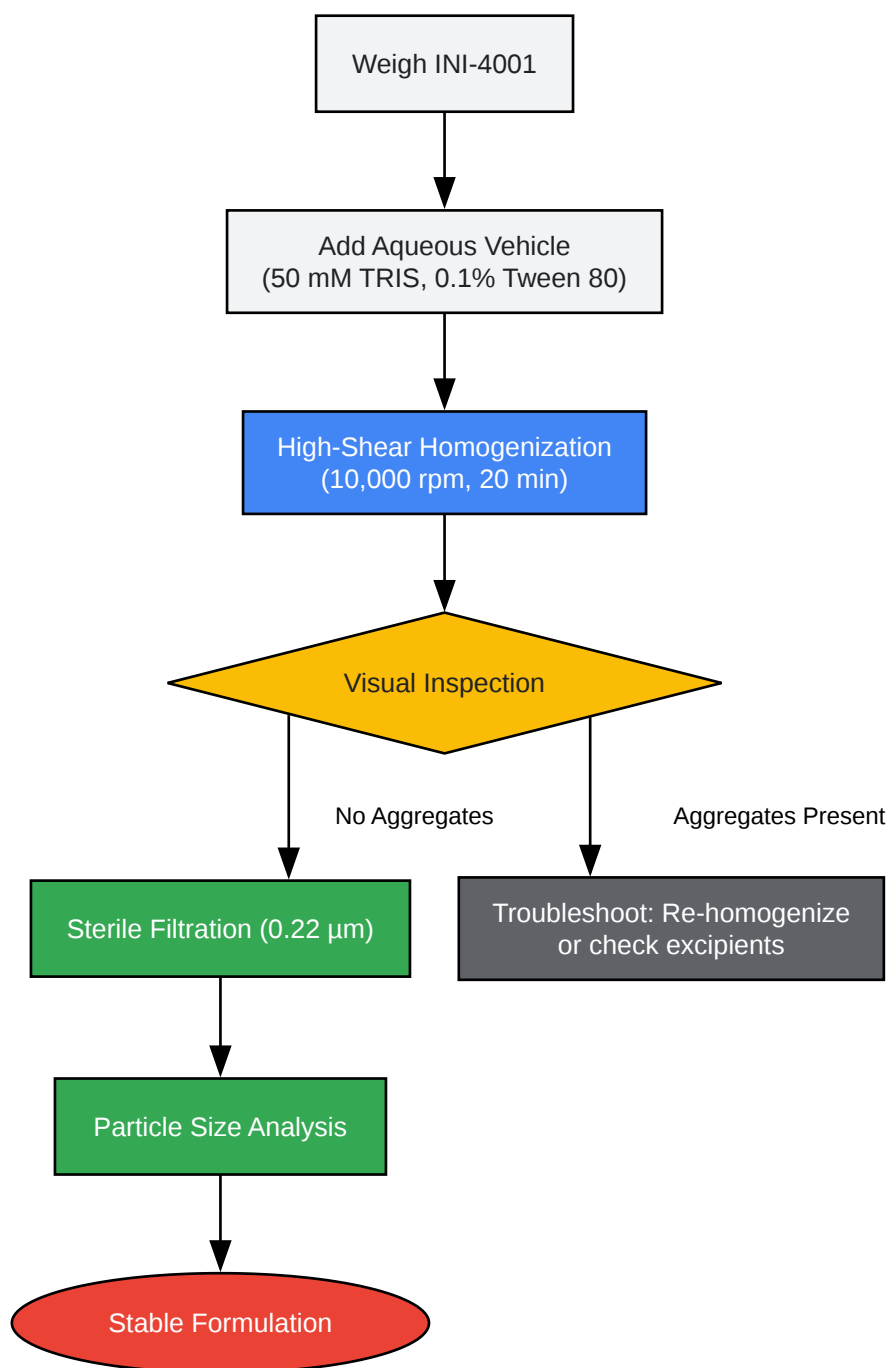 Weigh INI-4001
Add Aqueous Vehicle
(50 mM TRIS, 0.1% Tween 80)
High-Shear Homogenization
(10,000 rpm, 20 min)
Visual Inspection
No Aggregates
Aggregates Present
Sterile Filtration (0.22 µm)
Troubleshoot: Re-homogenize
or check excipients
Particle Size Analysis
Stable Formulation